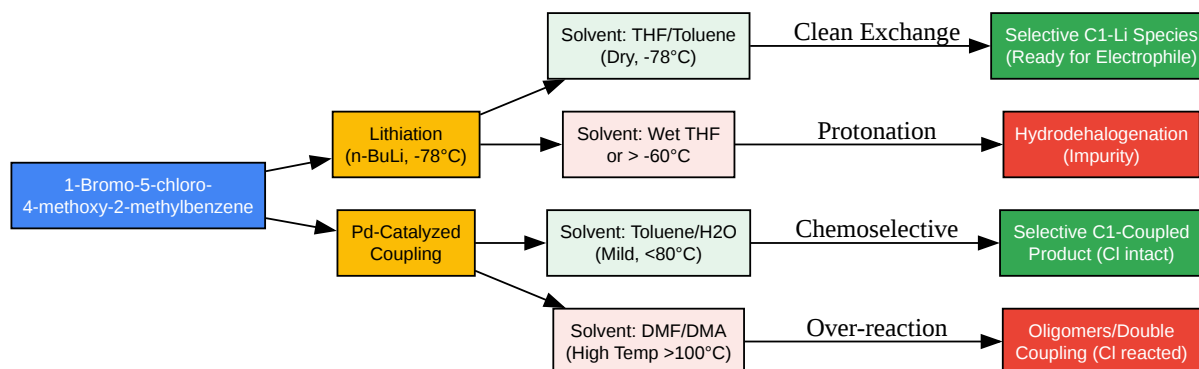 1-Bromo-5-chloro-
4-methoxy-2-methylbenzene
Lithiation
(n-BuLi, -78°C)
Pd-Catalyzed
Coupling
Solvent: THF/Toluene
(Dry, -78°C)
Clean Exchange
Selective C1-Li Species
(Ready for Electrophile)
Solvent: Wet THF
or > -60°C
Protonation
Hydrodehalogenation
(Impurity)
Solvent: Toluene/H2O
(Mild, <80°C)
Chemoselective
Selective C1-Coupled
Product (Cl intact)
Solvent: DMF/DMA
(High Temp >100°C)
Over-reaction
Oligomers/Double
Coupling (Cl reacted)